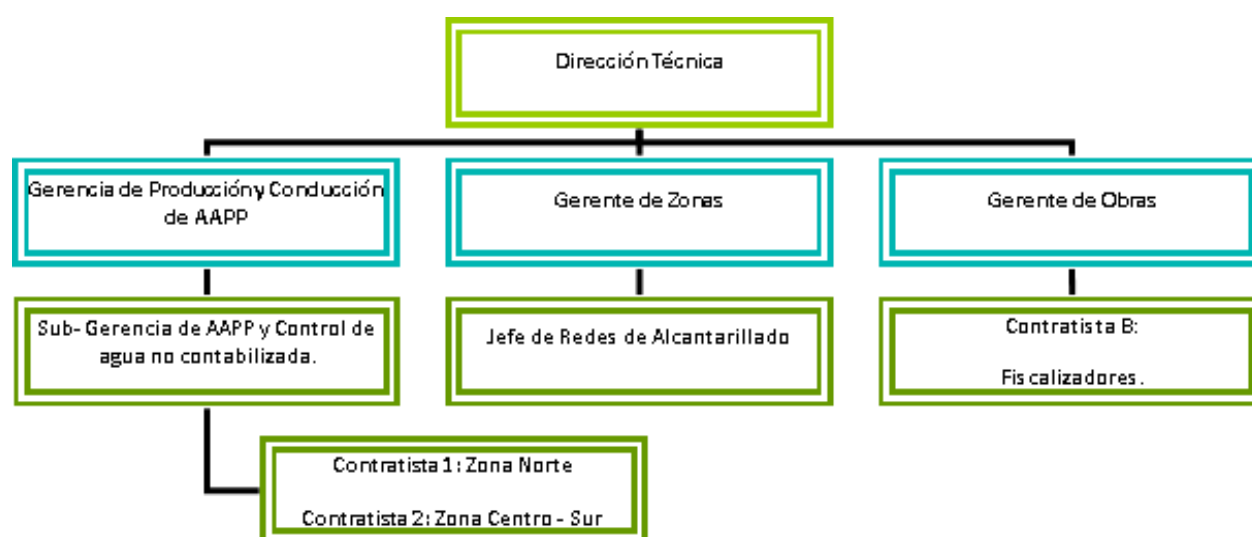 Dirección Técnica
Gerencia de Producción y Conducción
de AAPP
Gerente de Zonas
Gerente de Obras
Sub- Gerencia de AAPP y Control de
agua no contabilizada.
Jefe de Redes de Alcantarillado
Contratista B:
Fiscalizadores.
Contratista 1: Zona Norte
Contratista 2: Zona Centro - Sur